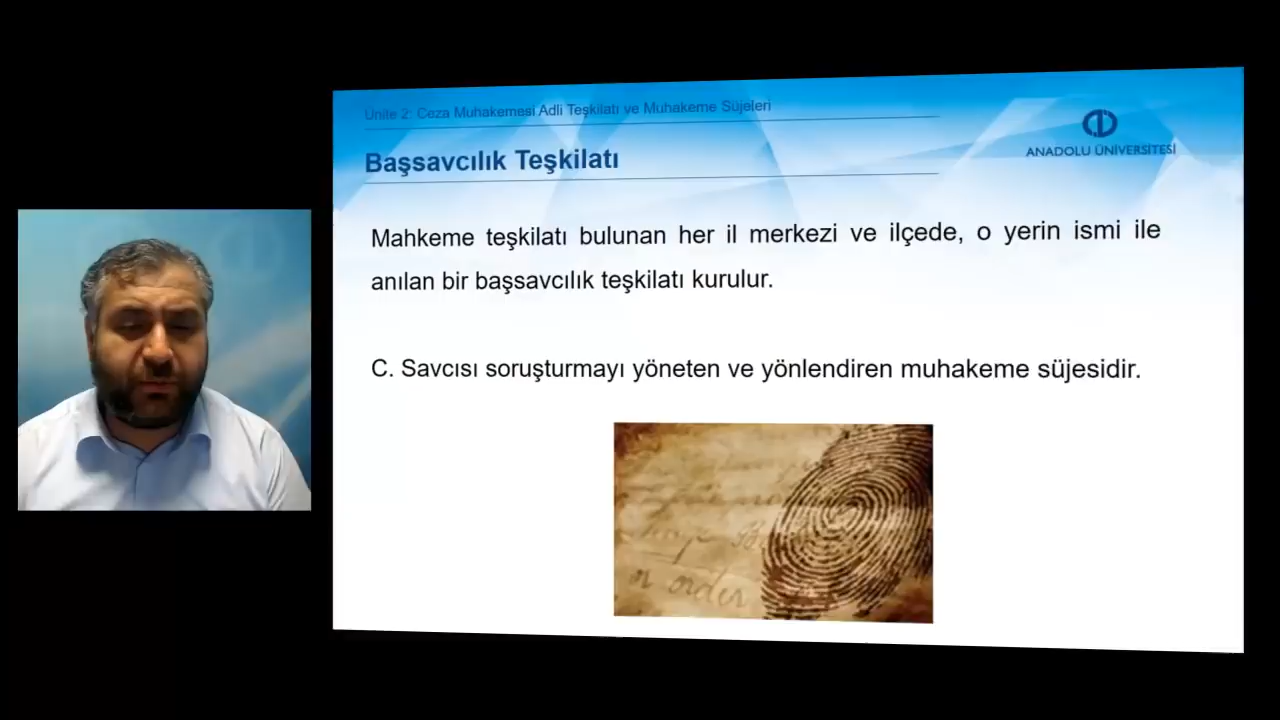 Ünite 2: Ceza Muhakemesi Adli Teşkilatı ve Muhakeme Süjeleri
ANADOLU ÜNİVERSİTESİ
Başsavcılık Teşkilatı
Mahkeme teşkilatı bulunan her il merkezi ve ilçede, o yerin ismi ile
anılan bir başsavcılık teşkilatı kurulur.
C. Savcısı soruşturmayı yöneten ve yönlendiren muhakeme süjesidir.
or order